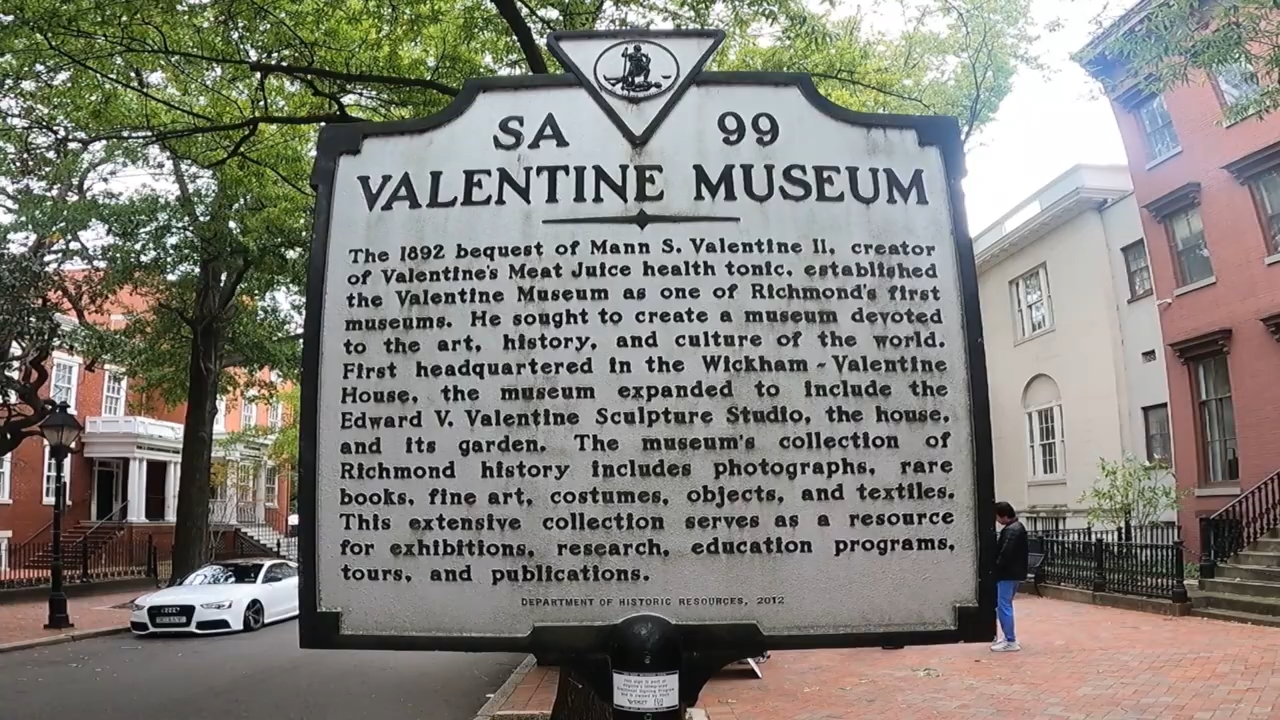 SA 99
VALENTINE MUSEUM
The 1892 bequest of Mann S. Valentine II, creator
of Valentine's Meat Juice health tonic, established
the Valentine Museum as one of Richmond's first
museums. He sought to create a museum devoted
to the art, history, and culture of the world.
First headquartered in the Wickham-Valentine
House, the museum expanded to include the
Edward V. Valentine Sculpture Studio, the house,
and its garden. The museum's collection of
Richmond history includes photographs, rare
books, fine art, costumes, objects, and textiles.
This extensive collection serves as a resource
for exhibitions, research, education programs,
tours, and publications.
DEPARTMENT OF HISTORIC RESOURCES, 2012